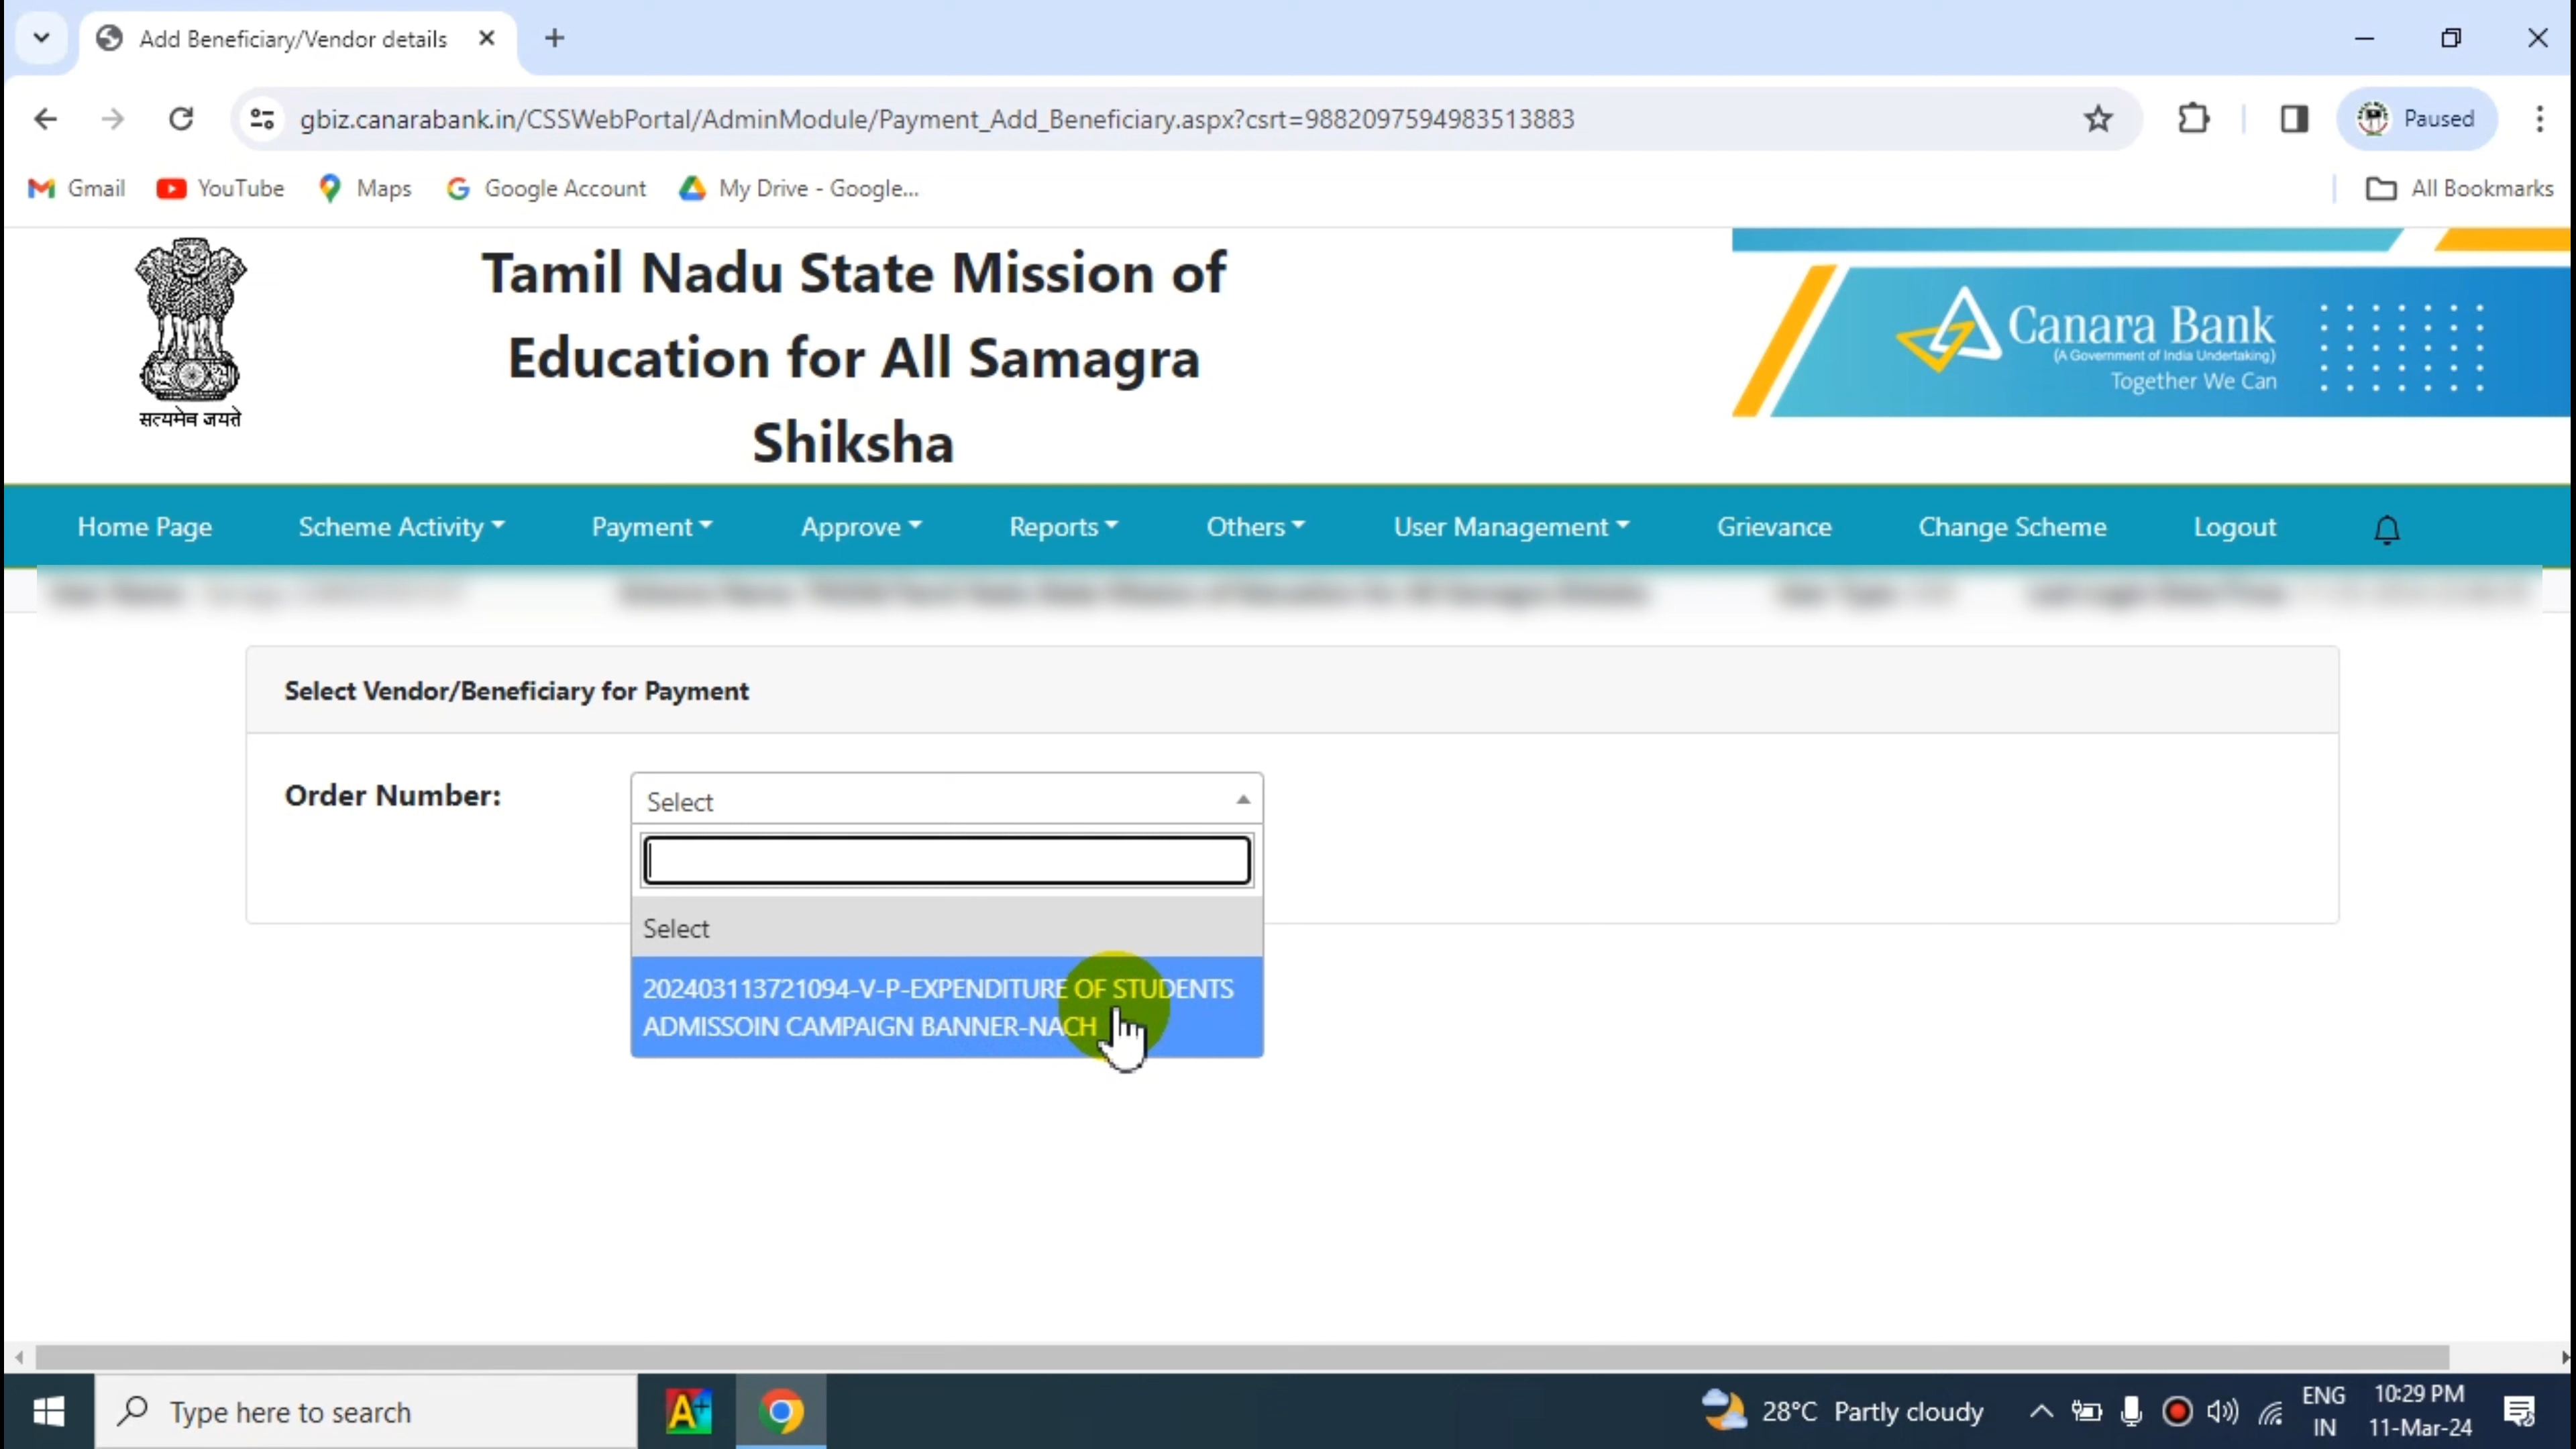 Add Beneficiary/Vendor details
gbiz.canarabank.in/CSSWebPortal/AdminModule/Payment_Add_Beneficiary.aspx?csrt=9882097594983513883
Paused
Gmail YouTube Maps Google Account My Drive - Google... All Bookmarks
सत्यमेव जयते
Tamil Nadu State Mission of
Education for All Samagra
Shiksha
Canara Bank
(A Government of India Undertaking)
Together We Can
Home Page Scheme Activity Payment Approve Reports Others User Management Grievance Change Scheme Logout
Select Vendor/Beneficiary for Payment
Order Number:
Select
Select
202403113721094-V-P-EXPENDITURE OF STUDENTS
ADMISSOIN CAMPAIGN BANNER-NACH
Type here to search
28°C Partly cloudy
ENG
IN
10:29 PM
11-Mar-24